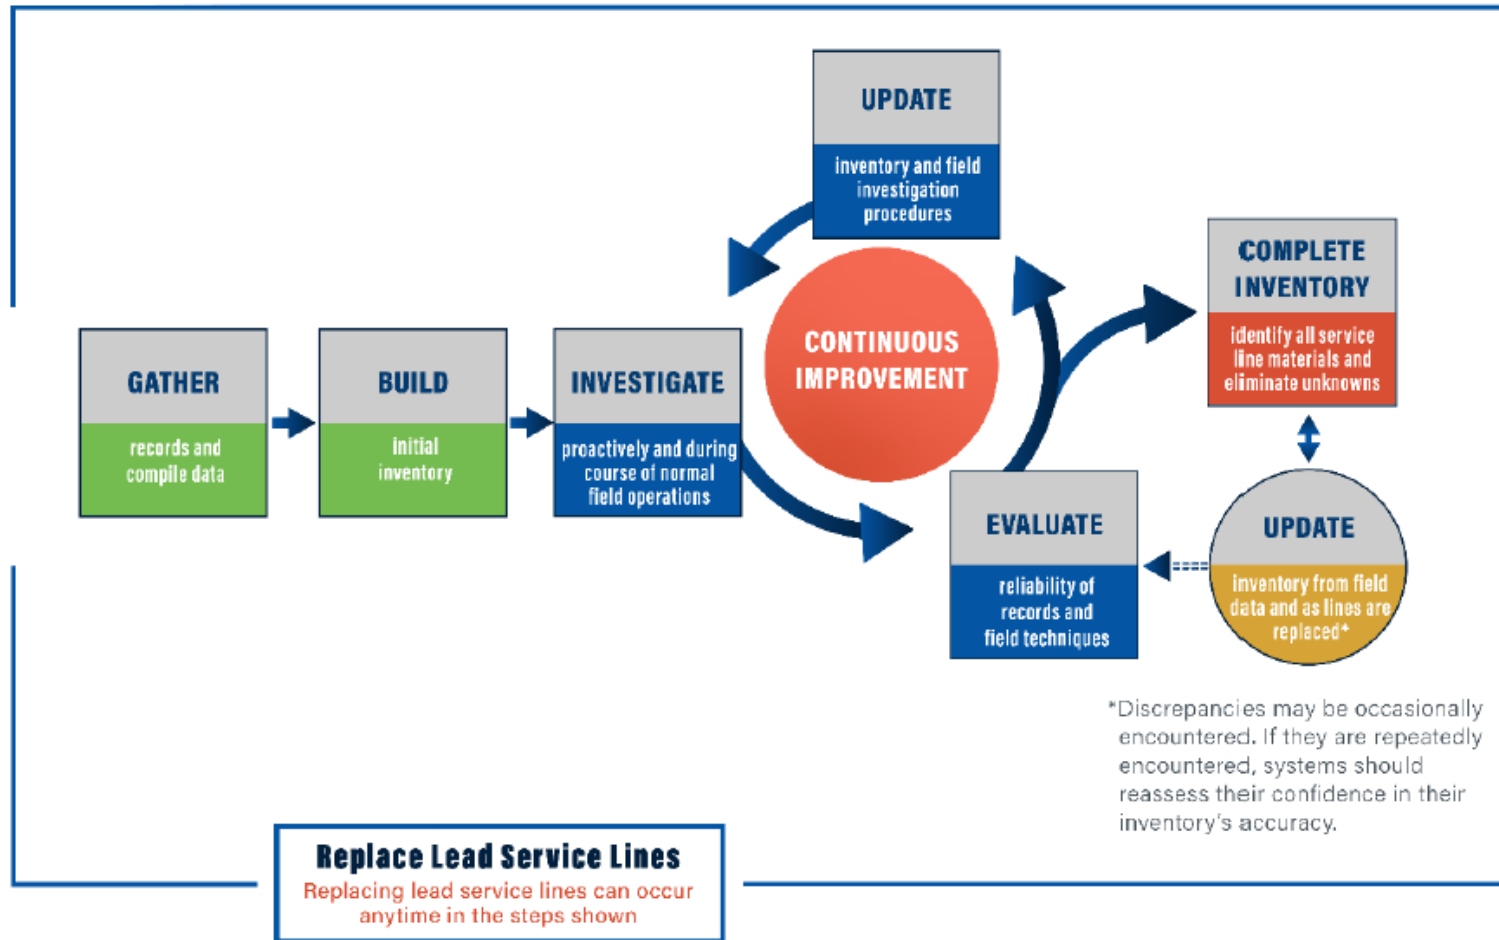 GATHER
records and
compile data
BUILD
initial
inventory
INVESTIGATE
proactively and during
course of normal
field operations
UPDATE
inventory and field
investigation
procedures
CONTINUOUS
IMPROVEMENT
EVALUATE
reliability of
records and
field techniques
COMPLETE
INVENTORY
identify all service
line materials and
eliminate unknowns
UPDATE
inventory from field
data and as lines are
replaced*
*Discrepancies may be occasionally
encountered. If they are repeatedly
encountered, systems should
reassess their confidence in their
inventory's accuracy.
Replace Lead Service Lines
Replacing lead service lines can occur
anytime in the steps shown